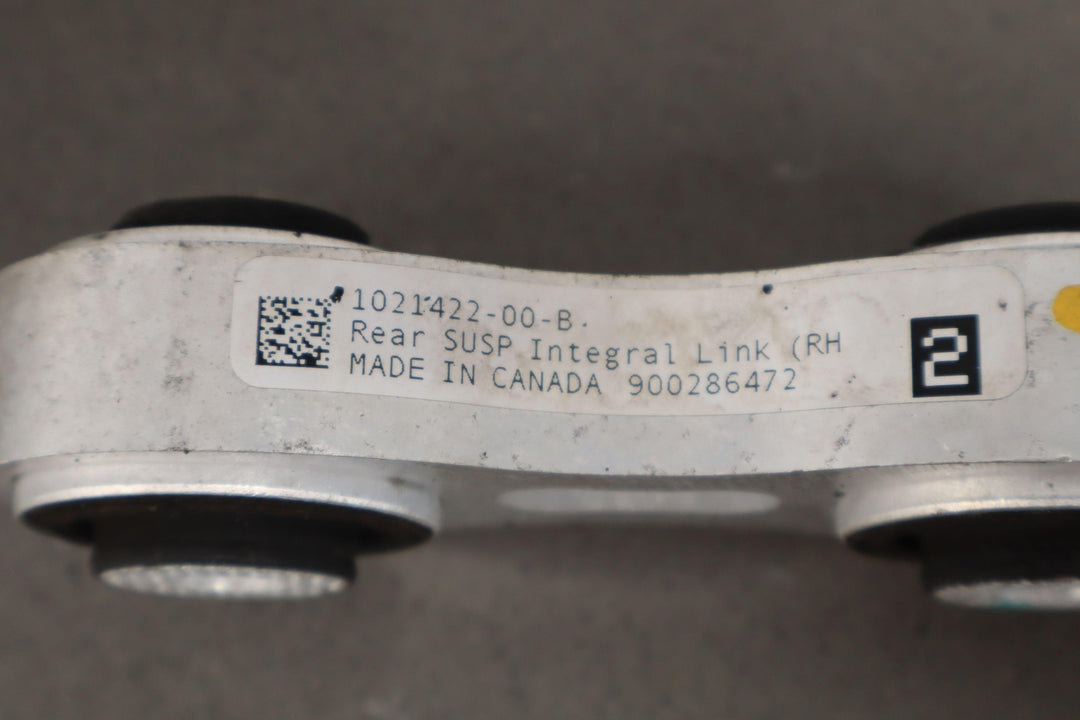 1021422-00-B.
Rear SUSP Integral Link (RH
MADE IN CANADA 900286472
2